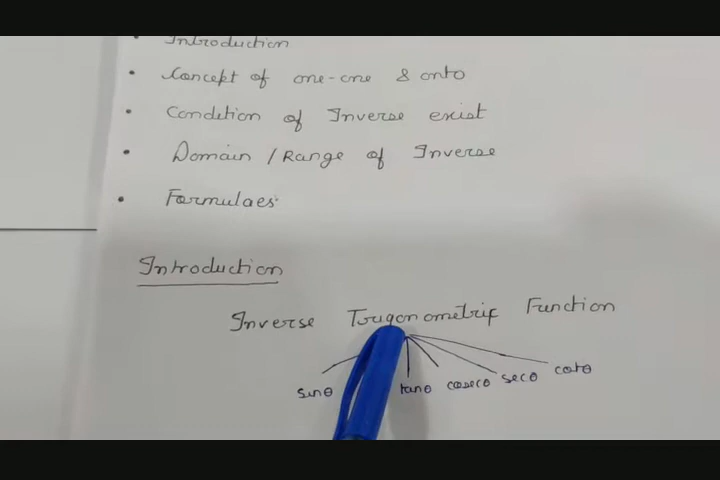 • Introduction
• Concept of one-one & onto
• Condition of Inverse exist
• Domain / Range of Inverse
• Formulaes
Introduction
Inverse Trigonometric Function
sinθ tanθ cosecθ secθ cotθ